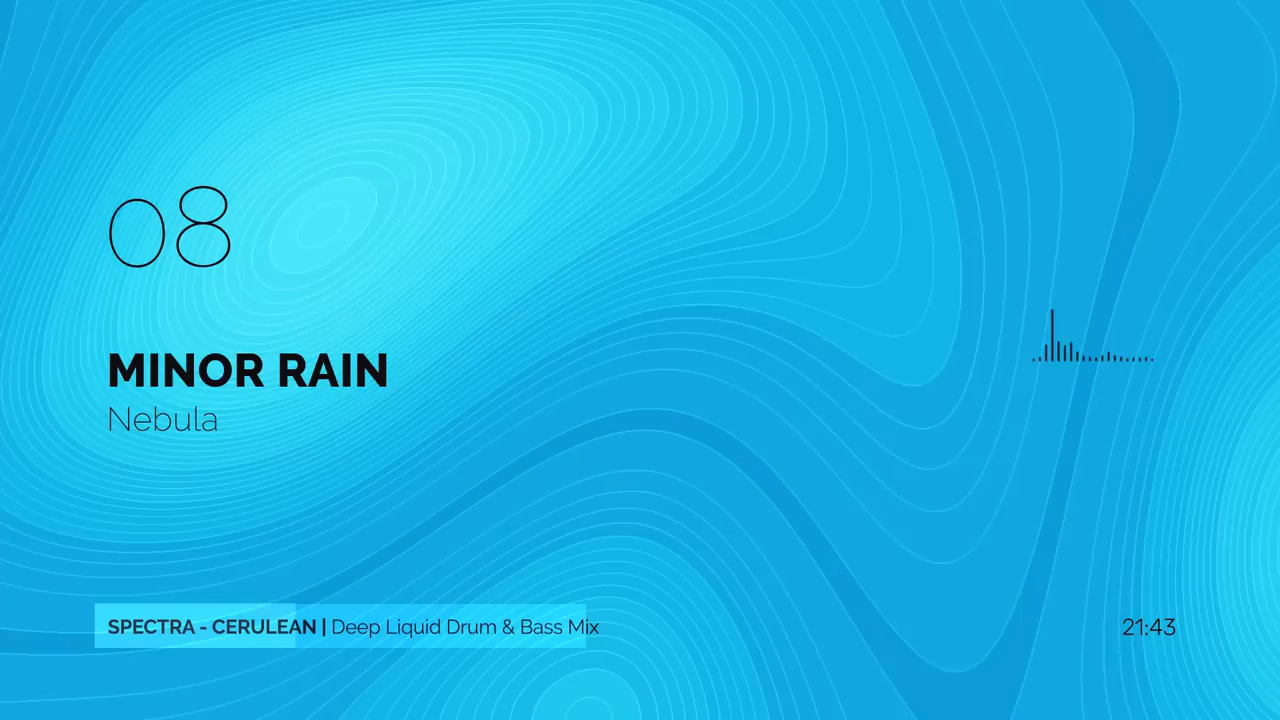 08
MINOR RAIN
Nebula
SPECTRA - CERULEAN | Deep Liquid Drum & Bass Mix
21:43